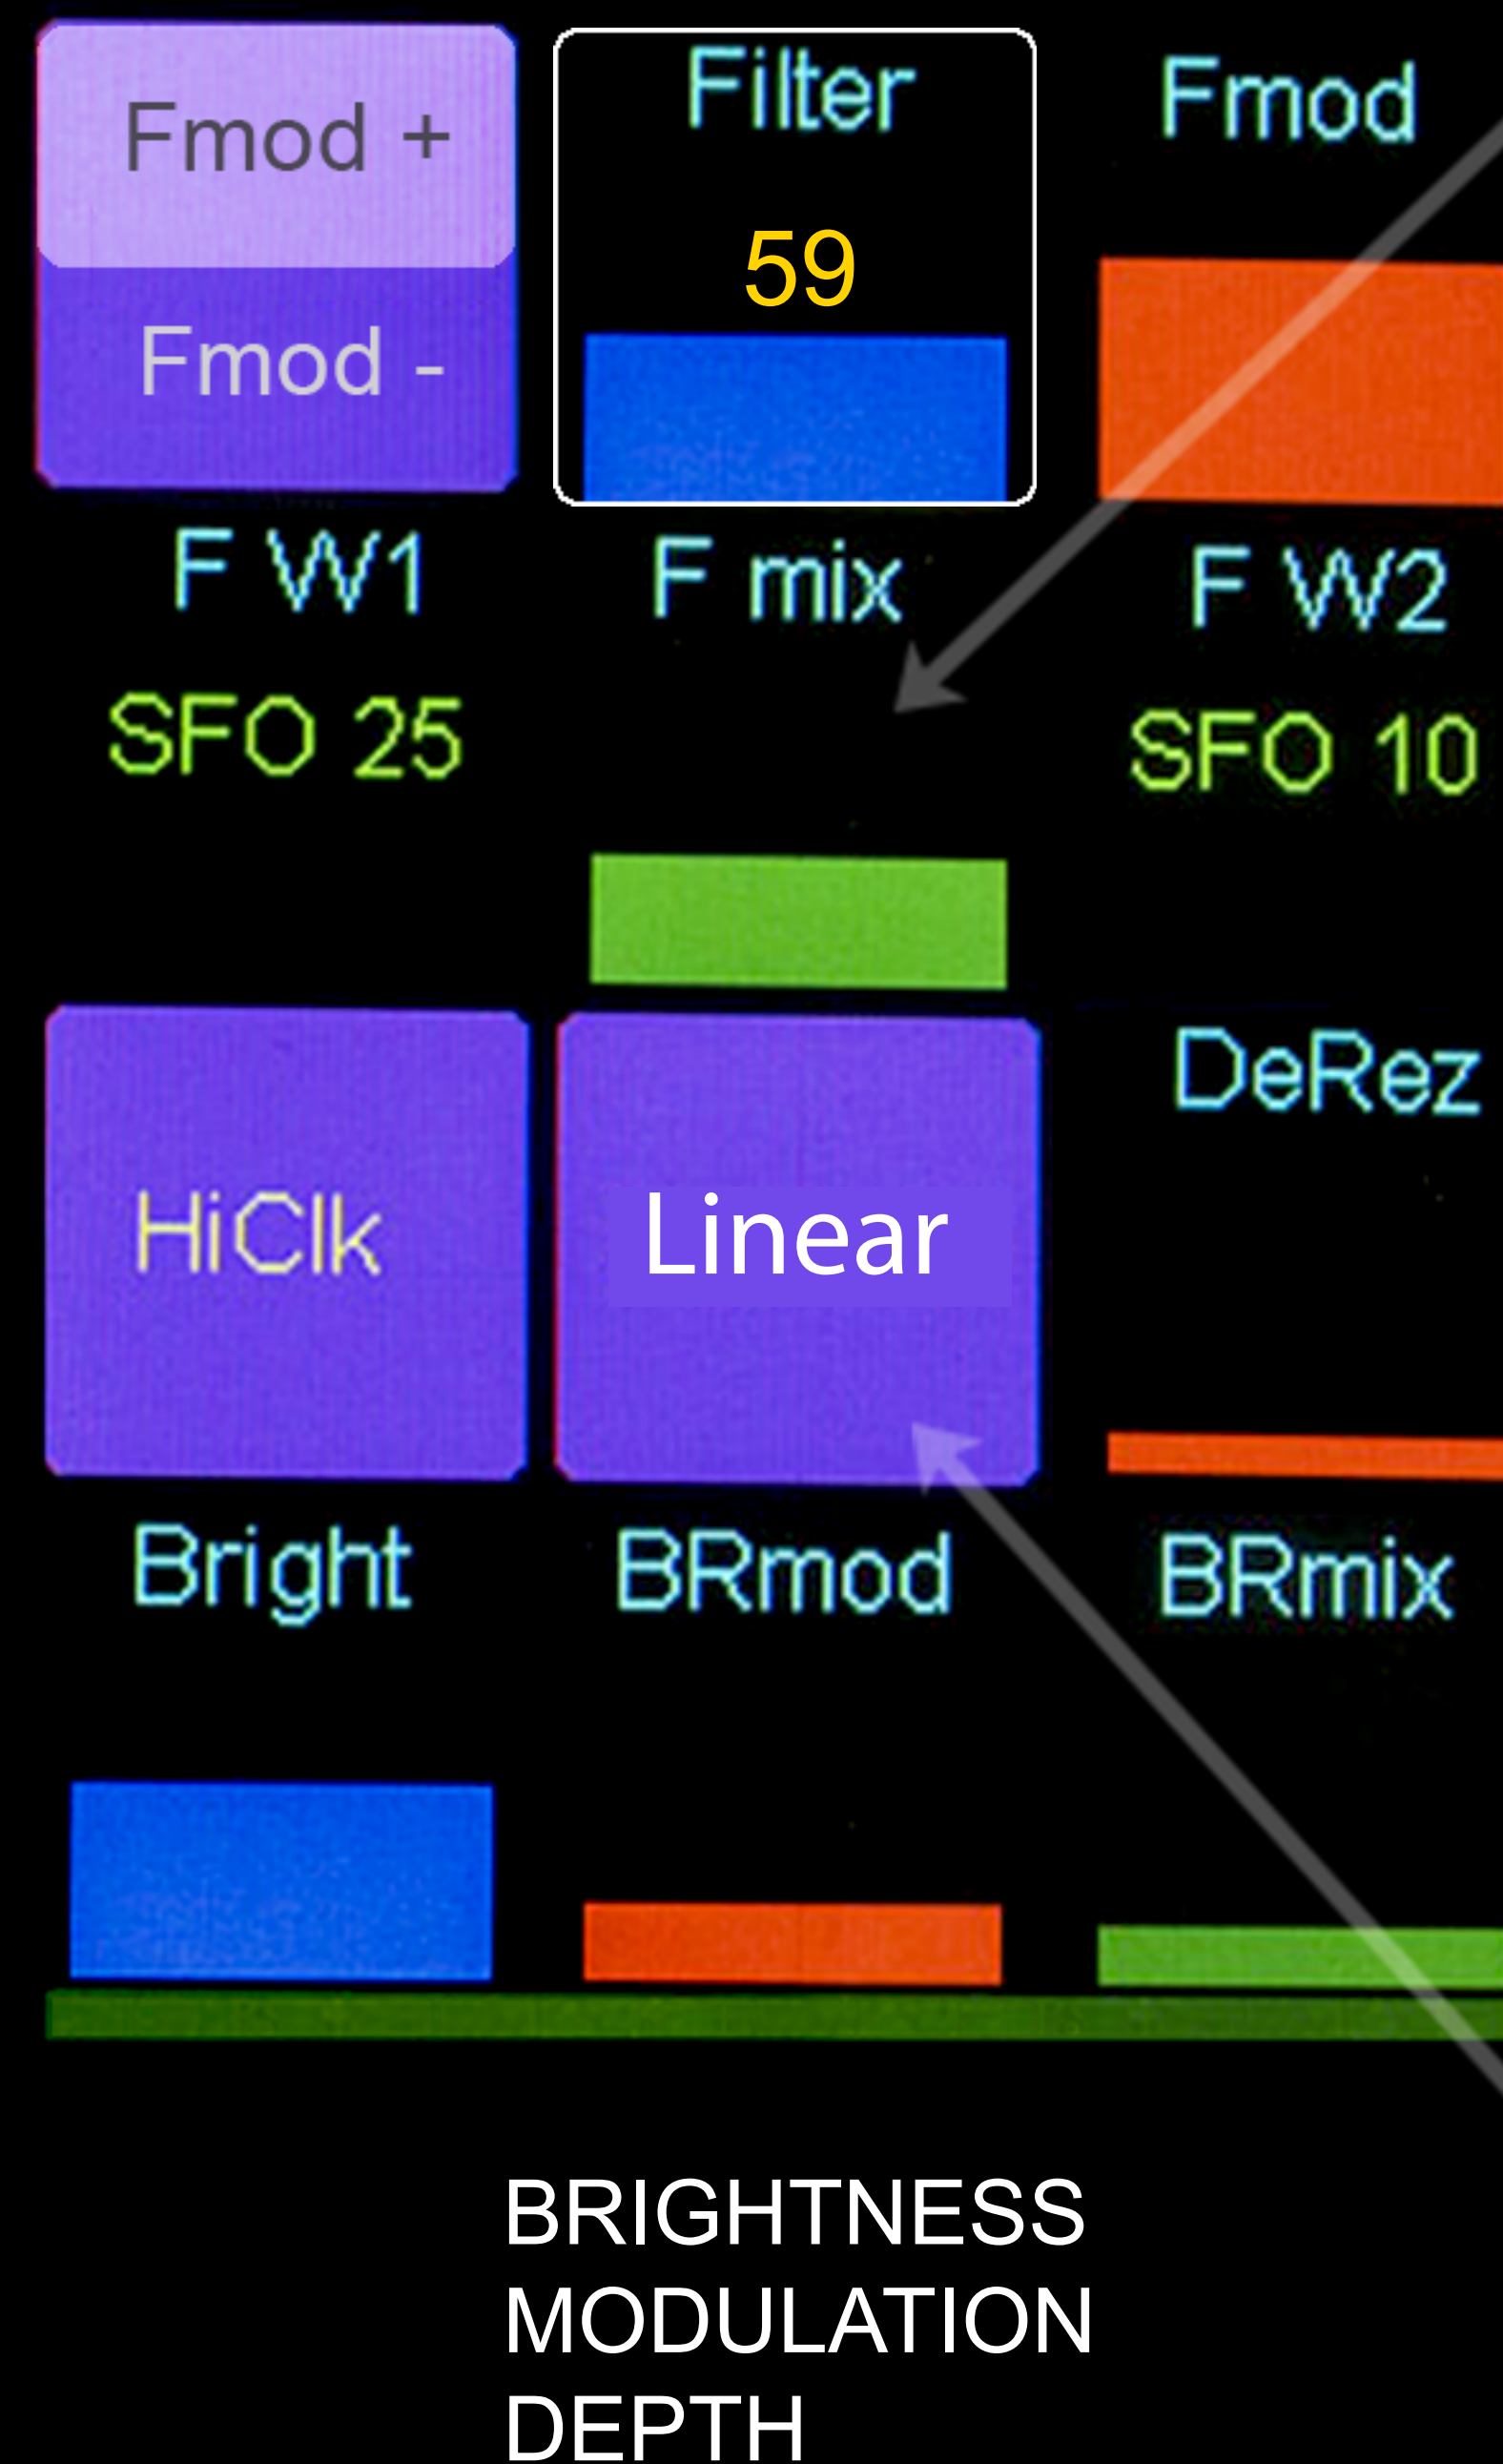 Fmod + Filter Fmod
59
Fmod -
F W1 F mix F W2
SFO 25 SFO 10
DeRez
HiClk Linear
Bright BRmod BRmix
BRIGHTNESS
MODULATION
DEPTH